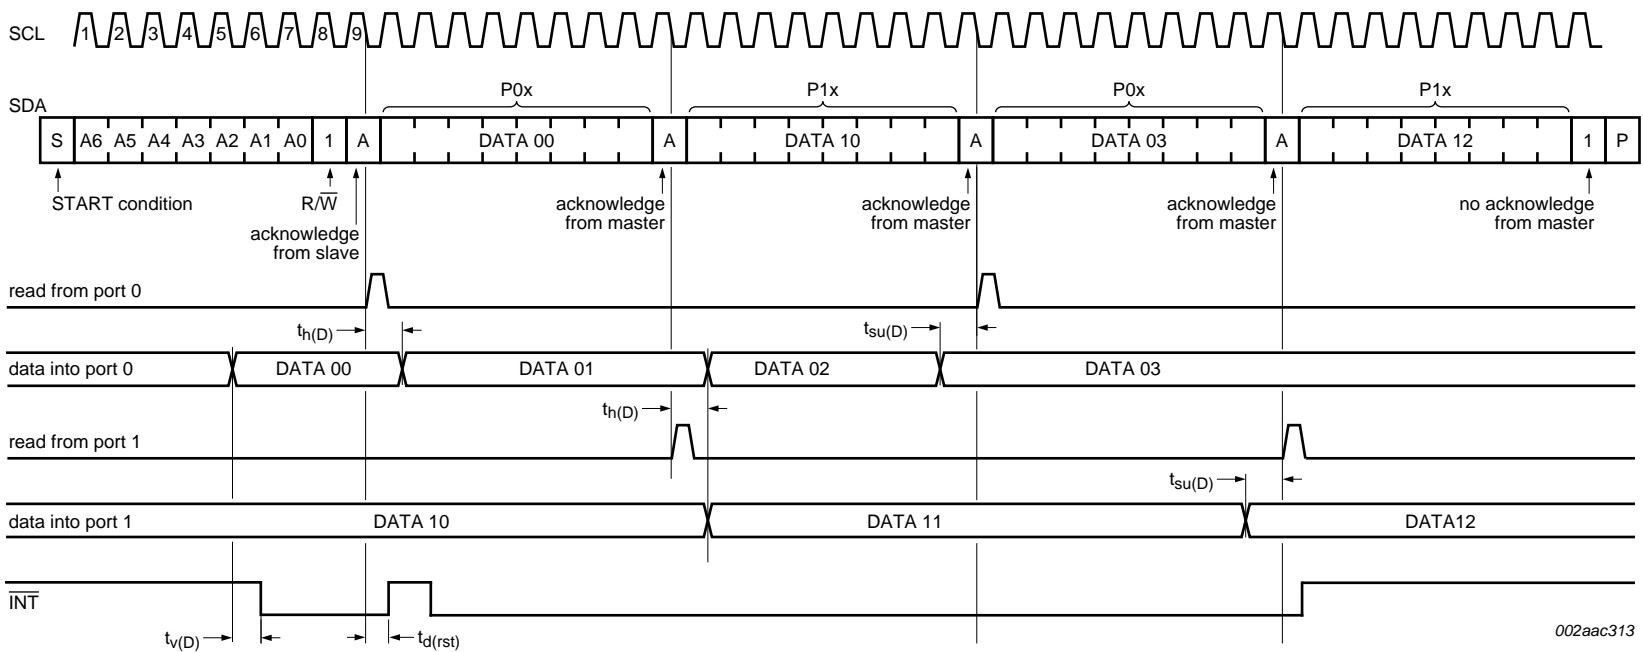 SCL 1 2 3 4 5 6 7 8 9
P0x P1x P0x P1x
SDA
S A6 A5 A4 A3 A2 A1 A0 1 A DATA 00 A DATA 10 A DATA 03 A DATA 12 1 P
START condition
R/W̅
acknowledge
from slave
acknowledge
from master
acknowledge
from master
acknowledge
from master
no acknowledge
from master
read from port 0
th(D) tsu(D)
data into port 0 DATA 00 DATA 01 DATA 02 DATA 03
th(D)
read from port 1
tsu(D)
data into port 1 DATA 10 DATA 11 DATA12
I̅N̅T̅
tv(D) td(rst)
002aac313